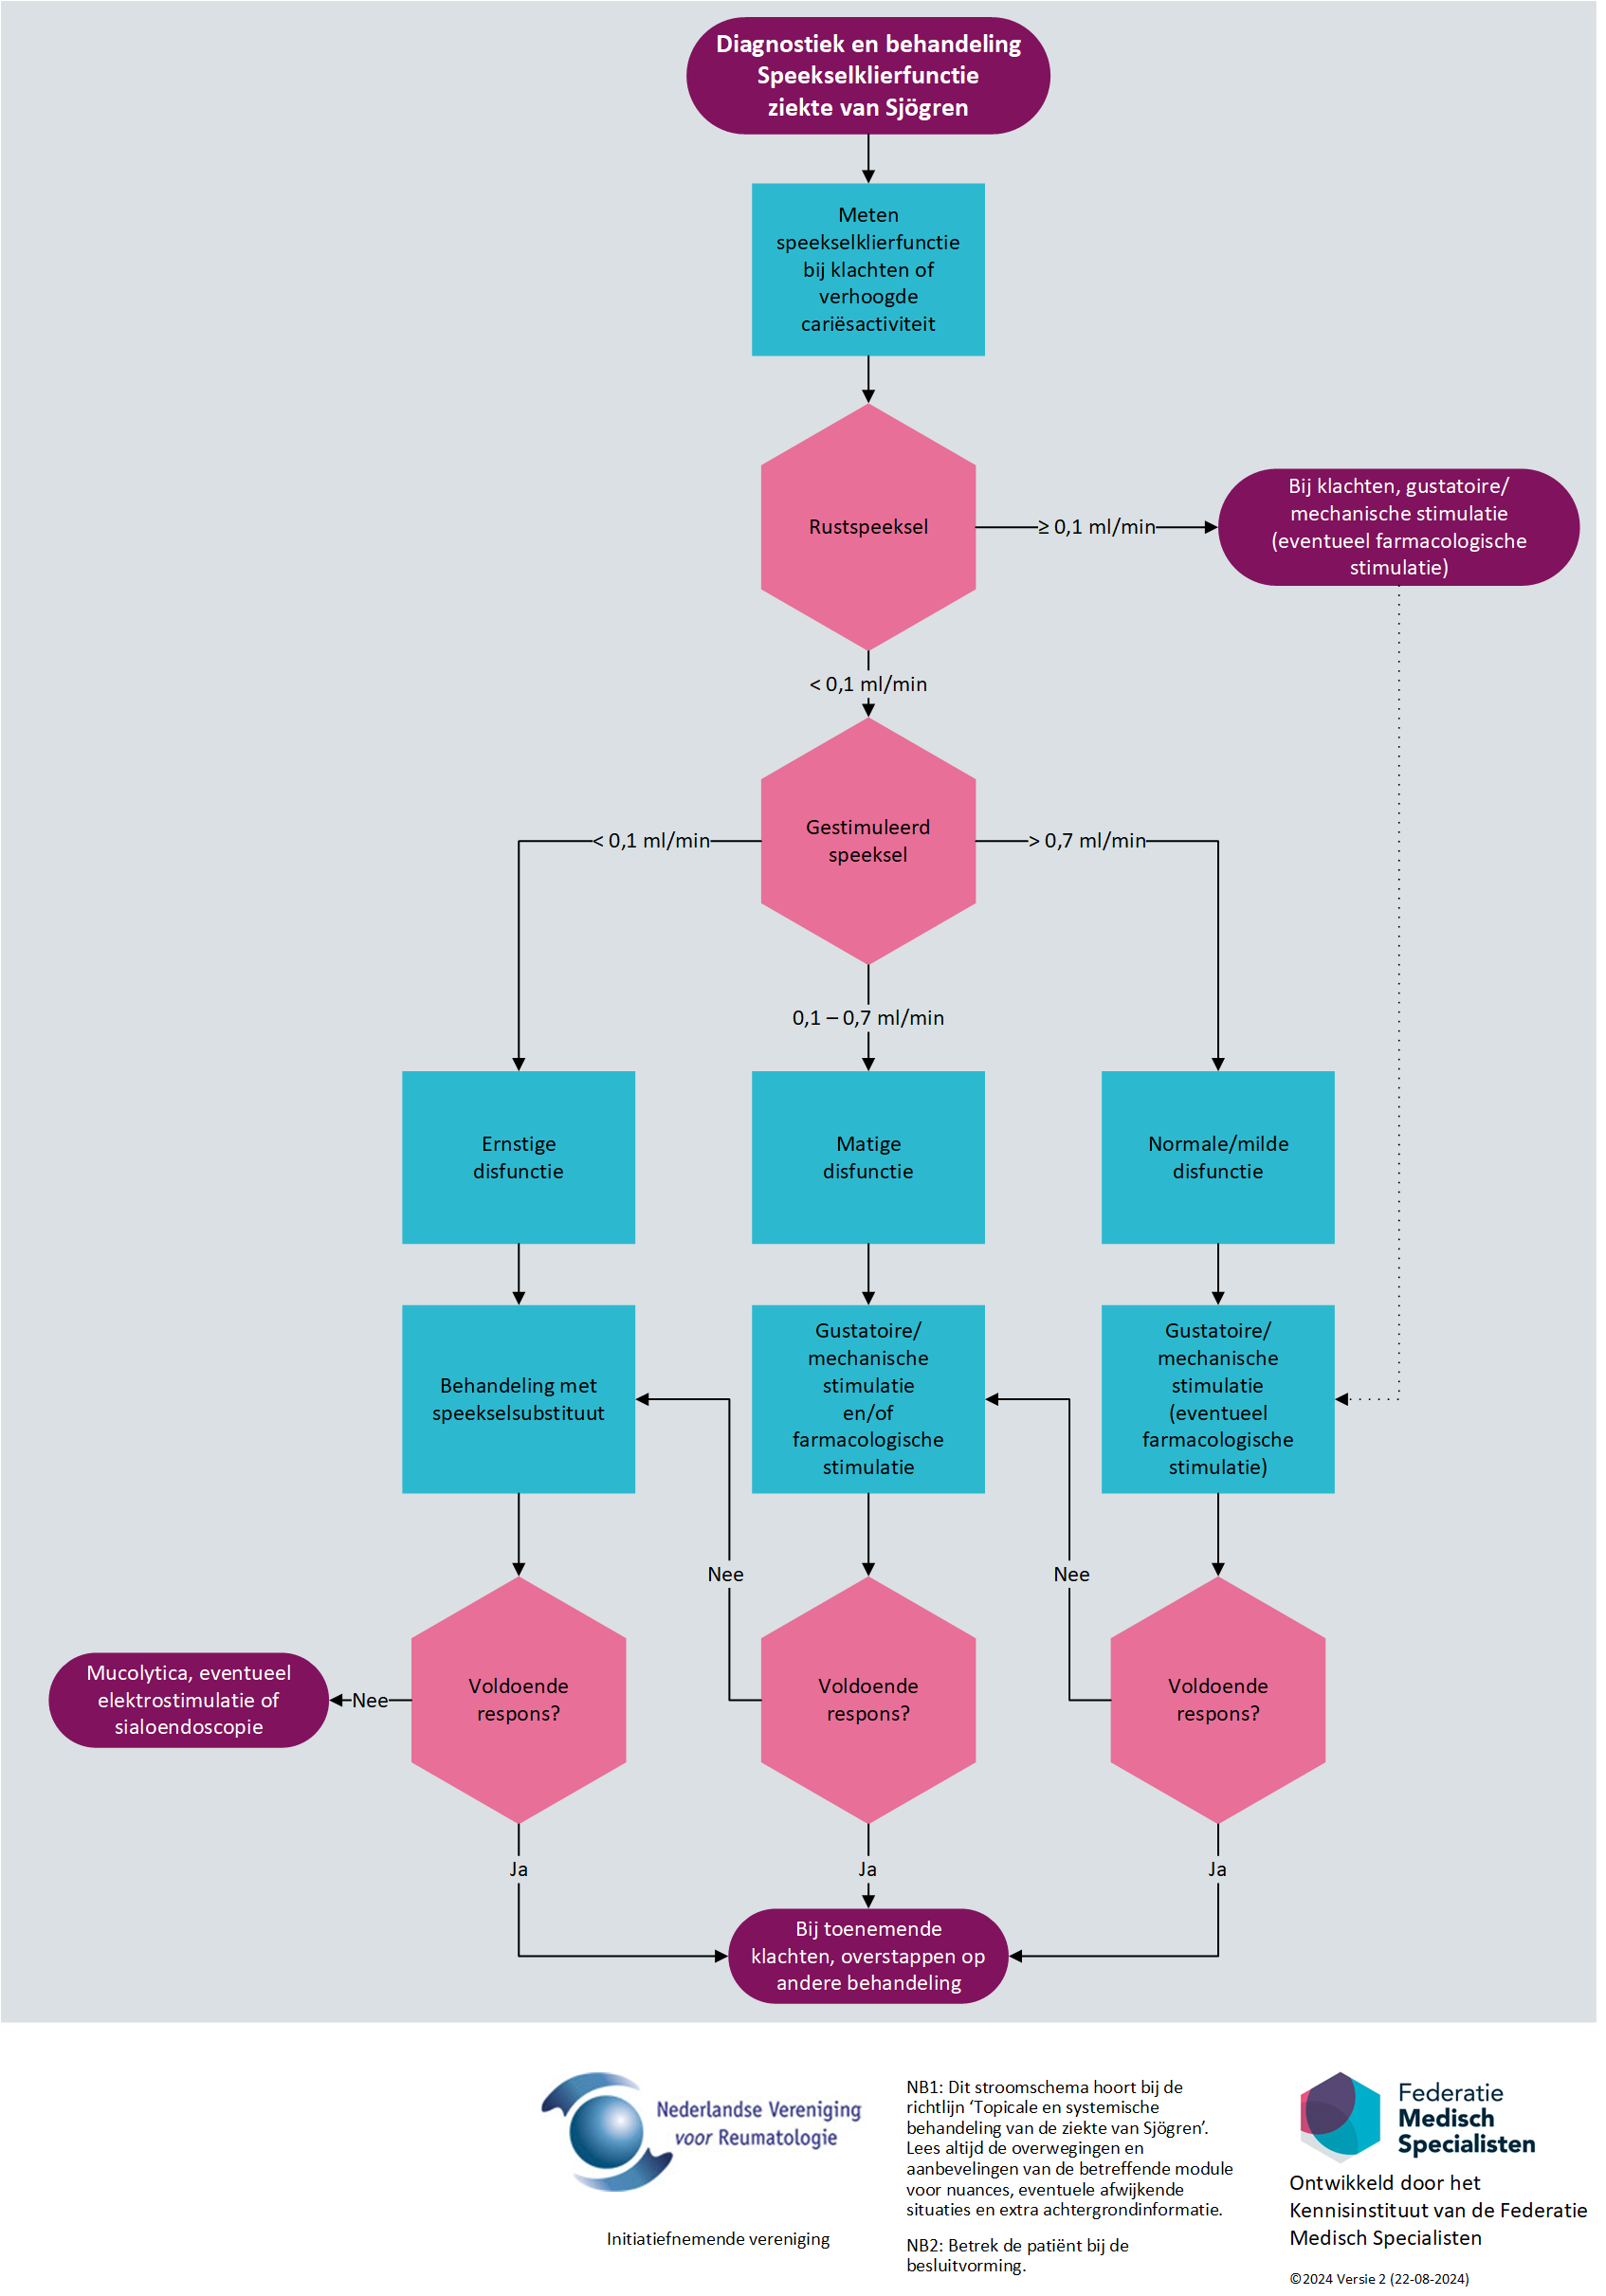 Diagnostiek en behandeling
Speekselklierfunctie
ziekte van Sjögren
Meten
speekselklierfunctie
bij klachten of
verhoogde
cariësactiviteit
Rustspeeksel
≥ 0,1 ml/min
Bij klachten, gustatoire/
mechanische stimulatie
(eventueel farmacologische
stimulatie)
< 0,1 ml/min
Gestimuleerd
speeksel
< 0,1 ml/min
> 0,7 ml/min
0,1 – 0,7 ml/min
Ernstige
disfunctie
Matige
disfunctie
Normale/milde
disfunctie
Behandeling met
speekselsubstituut
Gustatoire/
mechanische
stimulatie
en/of
farmacologische
stimulatie
Gustatoire/
mechanische
stimulatie
(eventueel
farmacologische
stimulatie)
Nee
Nee
Mucolytica, eventueel
elektrostimulatie of
sialoendoscopie
Nee
Voldoende
respons?
Voldoende
respons?
Voldoende
respons?
Ja
Ja
Ja
Bij toenemende
klachten, overstappen op
andere behandeling
Nederlandse Vereniging
voor Reumatologie
Initiatiefnemende vereniging
NB1: Dit stroomschema hoort bij de
richtlijn ‘Topicale en systemische
behandeling van de ziekte van Sjögren’.
Lees altijd de overwegingen en
aanbevelingen van de betreffende module
voor nuances, eventuele afwijkende
situaties en extra achtergrondinformatie.
NB2: Betrek de patiënt bij de
besluitvorming.
Federatie
Medisch
Specialisten
Ontwikkeld door het
Kennisinstituut van de Federatie
Medisch Specialisten
©2024 Versie 2 (22-08-2024)